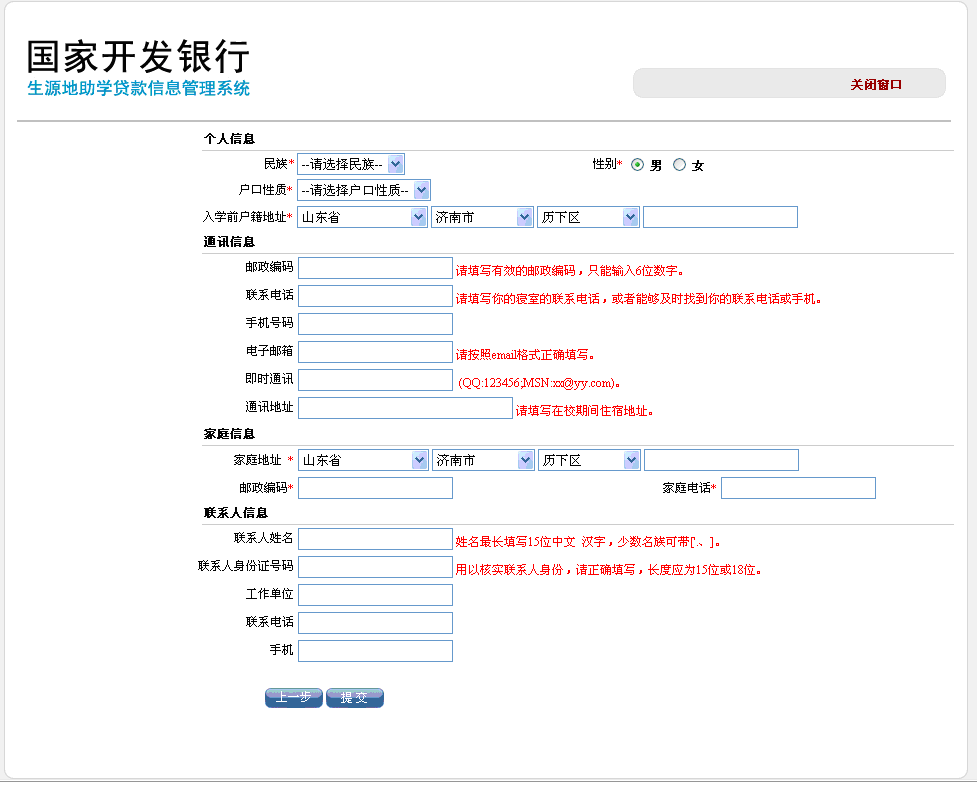 国家开发银行
生源地助学贷款信息管理系统
关闭窗口
个人信息
民族* --请选择民族-- 性别* 男 女
户口性质* --请选择户口性质--
入学前户籍地址* 山东省 济南市 历下区
通讯信息
邮政编码 请填写有效的邮政编码，只能输入6位数字。
联系电话 请填写你的寝室的联系电话，或者能够及时找到你的联系电话或手机。
手机号码
电子邮箱 请按照email格式正确填写。
即时通讯 (QQ:123456;MSN:xx@yy.com)。
通讯地址 请填写在校期间住宿地址。
家庭信息
家庭地址 * 山东省 济南市 历下区
邮政编码* 家庭电话*
联系人信息
联系人姓名 姓名最长填写15位中文 汉字，少数名族可带['.、]。
联系人身份证号码 用以核实联系人身份，请正确填写，长度应为15位或18位。
工作单位
联系电话
手机
上一步 提 交